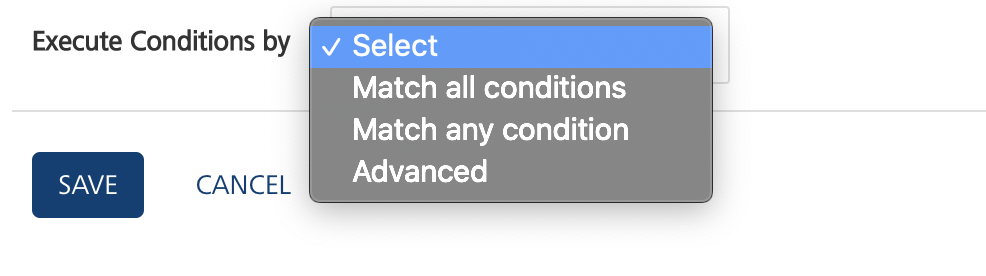 Execute Conditions by
Select
Match all conditions
Match any condition
Advanced
SAVE
CANCEL